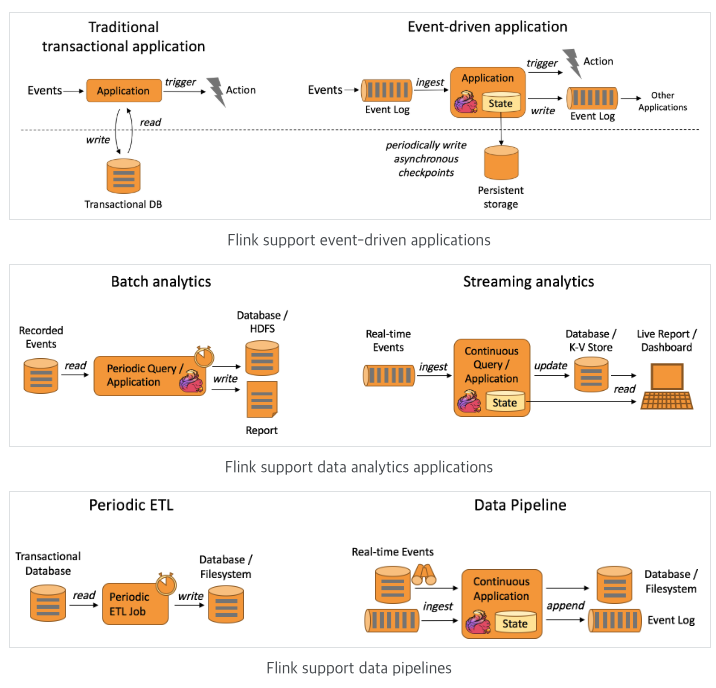 Traditional
transactional application
Events
Application
trigger
Action
write
read
Transactional DB
Event-driven application
Events
Event Log
ingest
Application
State
trigger
Action
write
Event Log
Other
Applications
periodically write
asynchronous
checkpoints
Persistent
storage
Flink support event-driven applications
Batch analytics
Recorded
Events
read
Periodic Query /
Application
write
Database /
HDFS
Report
Streaming analytics
Real-time
Events
ingest
Continuous
Query /
Application
State
update
Database /
K-V Store
read
Live Report /
Dashboard
Flink support data analytics applications
Periodic ETL
Transactional
Database
read
Periodic
ETL Job
write
Database /
Filesystem
Data Pipeline
Real-time Events
ingest
Continuous
Application
State
append
Database /
Filesystem
Event Log
Flink support data pipelines